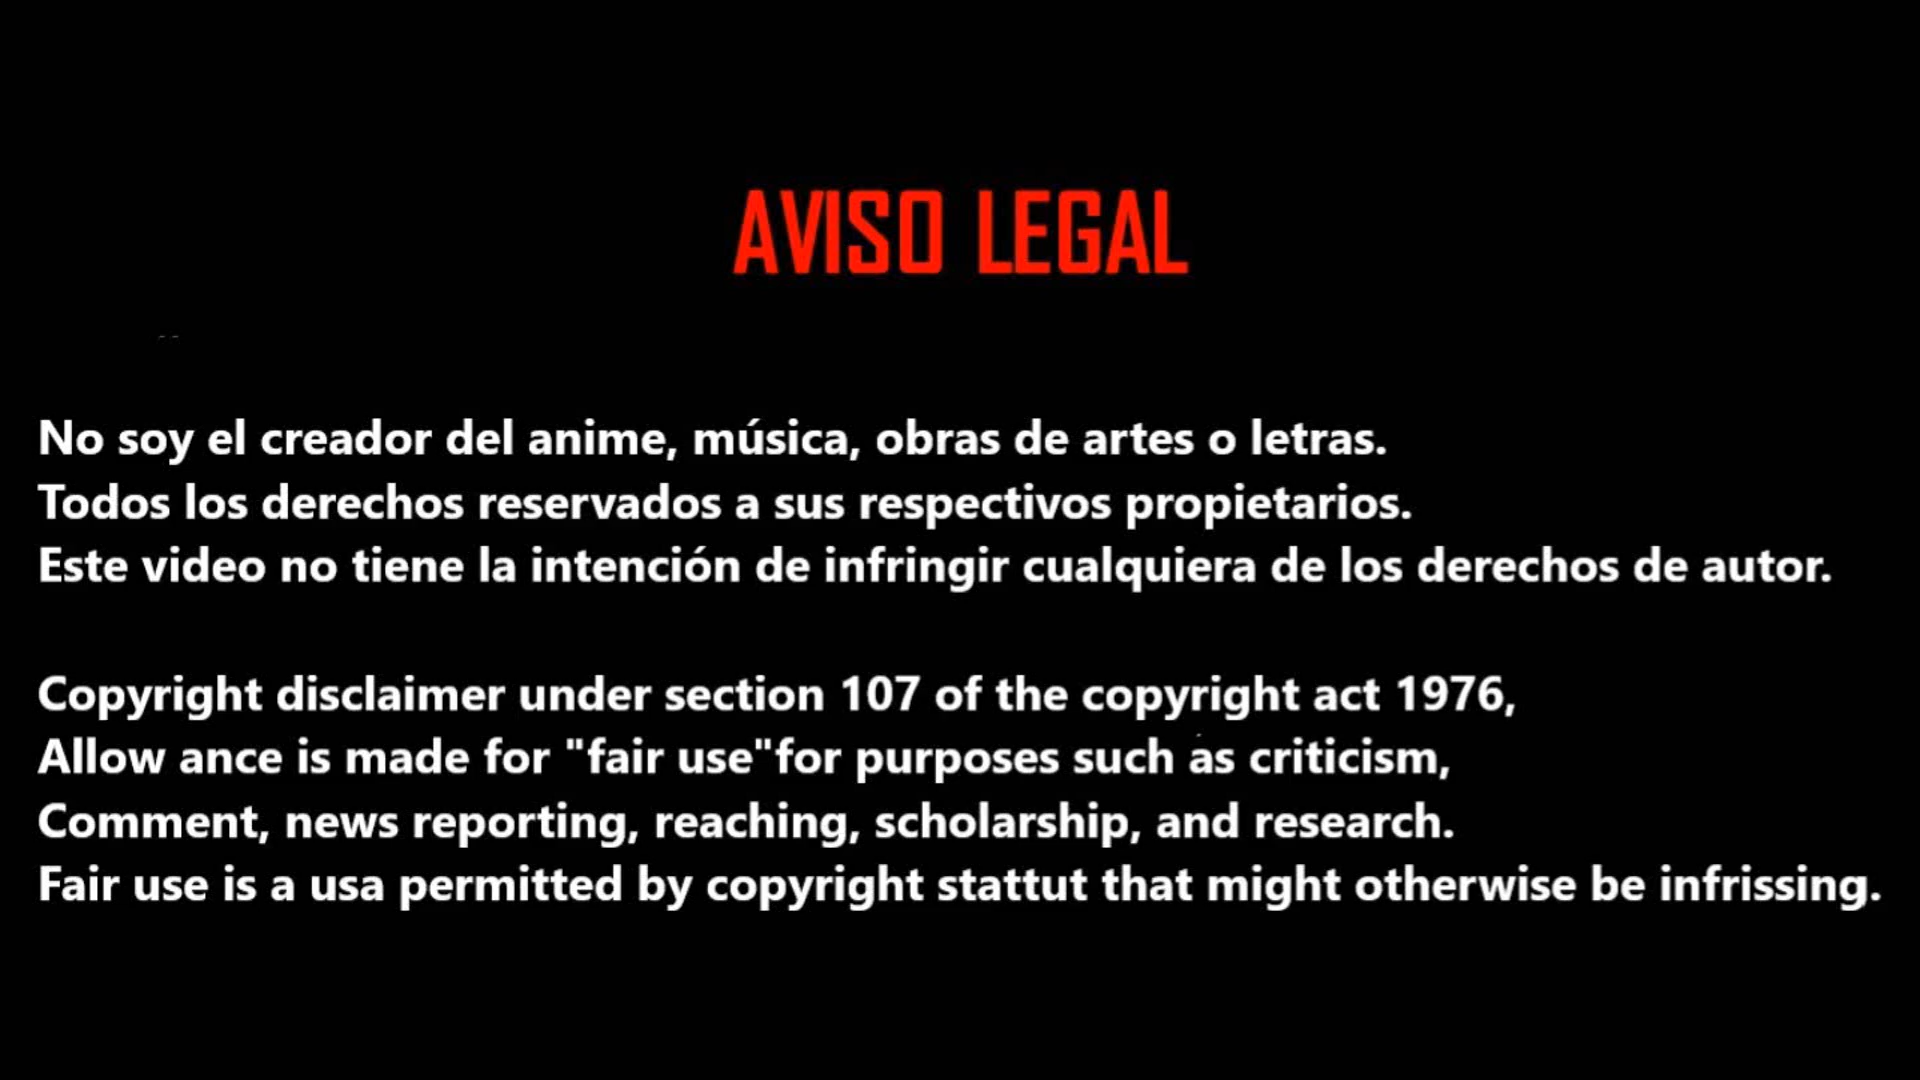 AVISO LEGAL
No soy el creador del anime, música, obras de artes o letras.
Todos los derechos reservados a sus respectivos propietarios.
Este video no tiene la intención de infringir cualquiera de los derechos de autor.
Copyright disclaimer under section 107 of the copyright act 1976,
Allow ance is made for "fair use"for purposes such as criticism,
Comment, news reporting, reaching, scholarship, and research.
Fair use is a usa permitted by copyright stattut that might otherwise be infrissing.